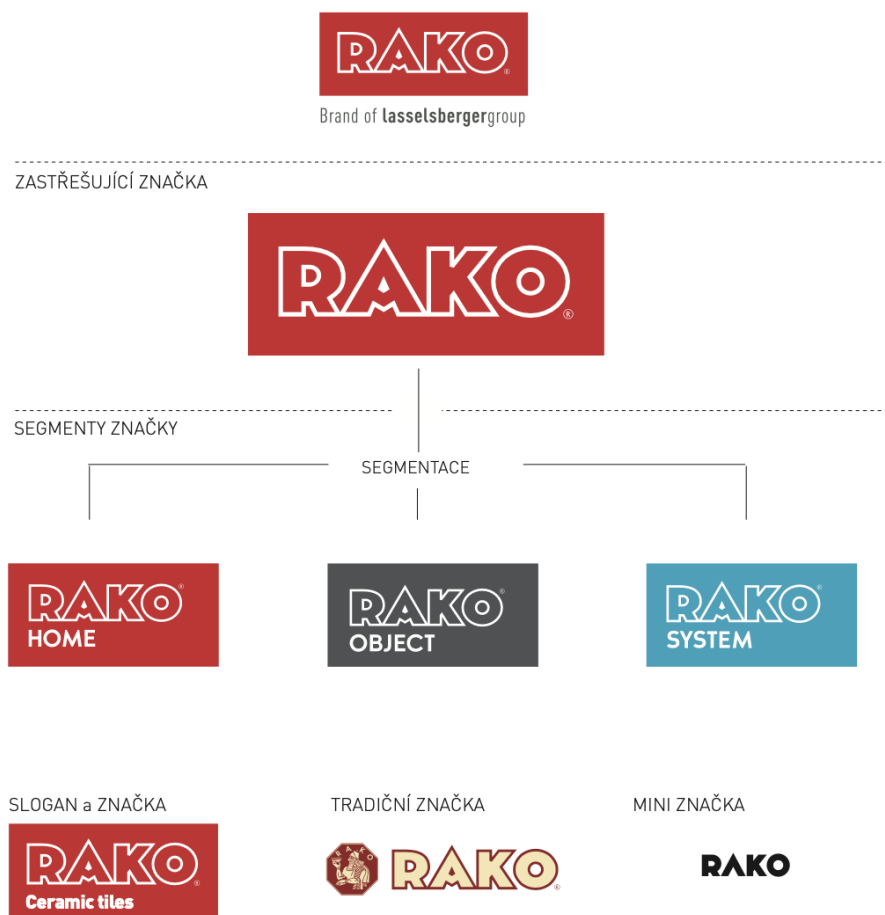 RAKO®
Brand of lasselsbergergroup
ZASTŘEŠUJÍCÍ ZNAČKA
RAKO®
SEGMENTY ZNAČKY
SEGMENTACE
RAKO®
HOME
RAKO®
OBJECT
RAKO®
SYSTEM
SLOGAN a ZNAČKA
RAKO®
Ceramic tiles
TRADIČNÍ ZNAČKA
RAKO
RAKO®
MINI ZNAČKA
RAKO